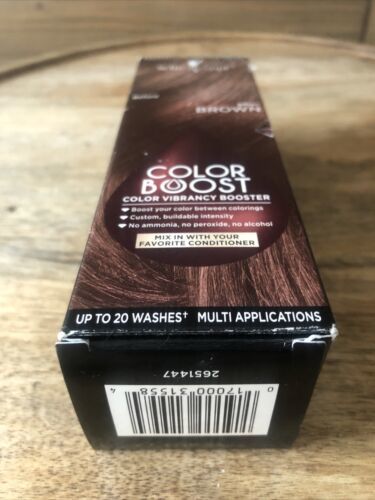 BROWN
COLOR
BOOST
COLOR VIBRANCY BOOSTER
Boost your color between colorings
Custom, buildable intensity
No ammonia, no peroxide, no alcohol
MIX IN WITH YOUR
FAVORITE CONDITIONER
UP TO 20 WASHES† MULTI APPLICATIONS
2651447
0 17000 31558 4